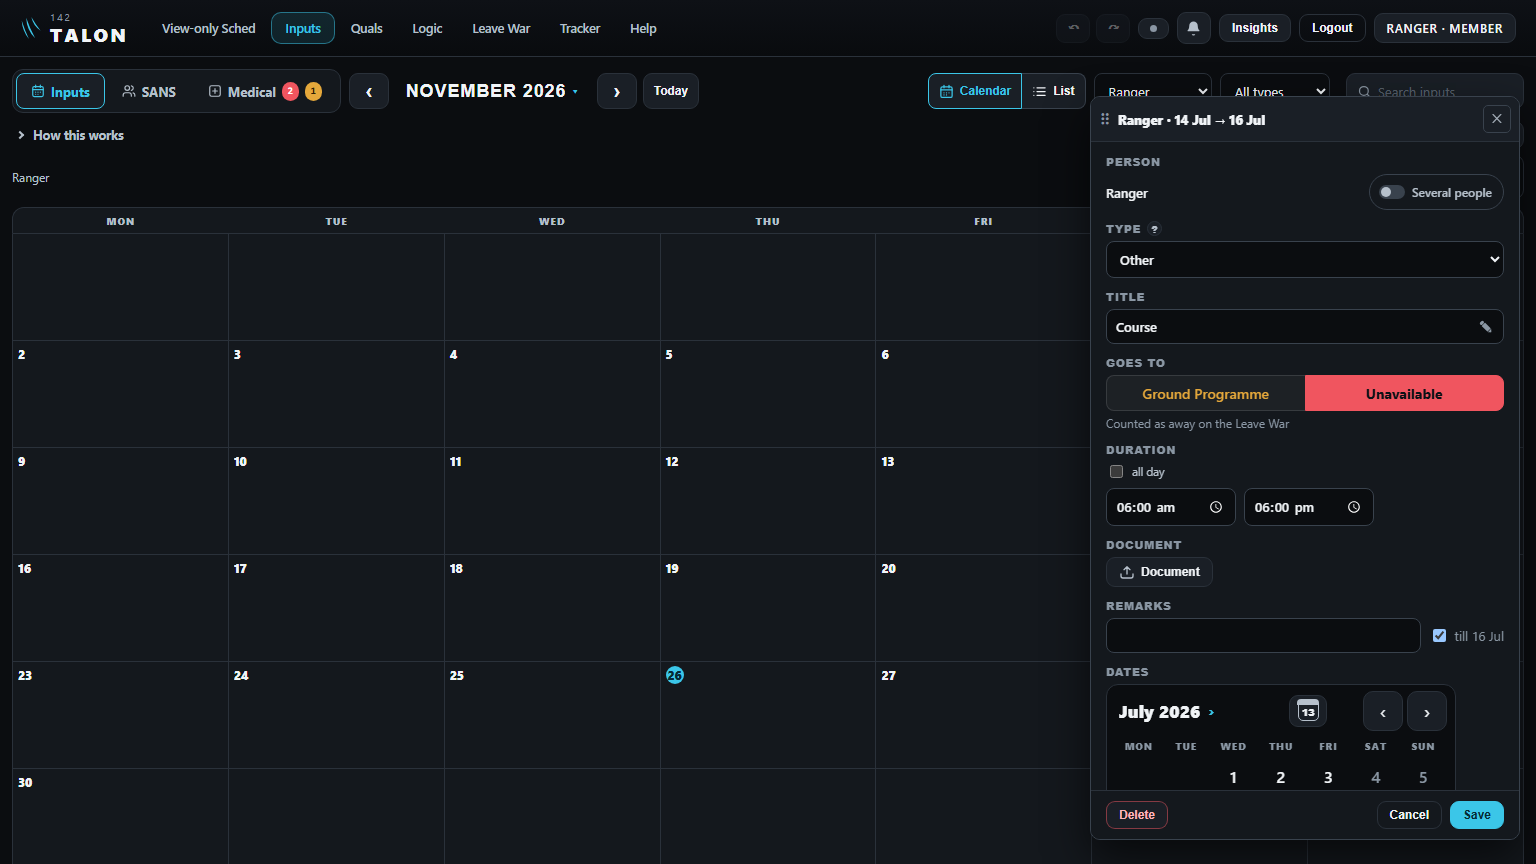 142
TALON
View-only Sched
Inputs
Quals
Logic
Leave War
Tracker
Help
Insights
Logout
RANGER · MEMBER
Inputs
SANS
Medical 2 1
NOVEMBER 2026
Today
Calendar
List
Ranger
All types
Search inputs
How this works
Ranger
MON TUE WED THU FRI
2 3 4 5 6
9 10 11 12 13
16 17 18 19 20
23 24 25 26 27
30
Ranger · 14 Jul → 16 Jul
PERSON
Ranger
Several people
TYPE ?
Other
TITLE
Course
GOES TO
Ground Programme
Unavailable
Counted as away on the Leave War
DURATION
all day
06:00 am
06:00 pm
DOCUMENT
Document
REMARKS
till 16 Jul
DATES
July 2026
13
MON TUE WED THU FRI SAT SUN
1 2 3 4 5
Delete
Cancel
Save